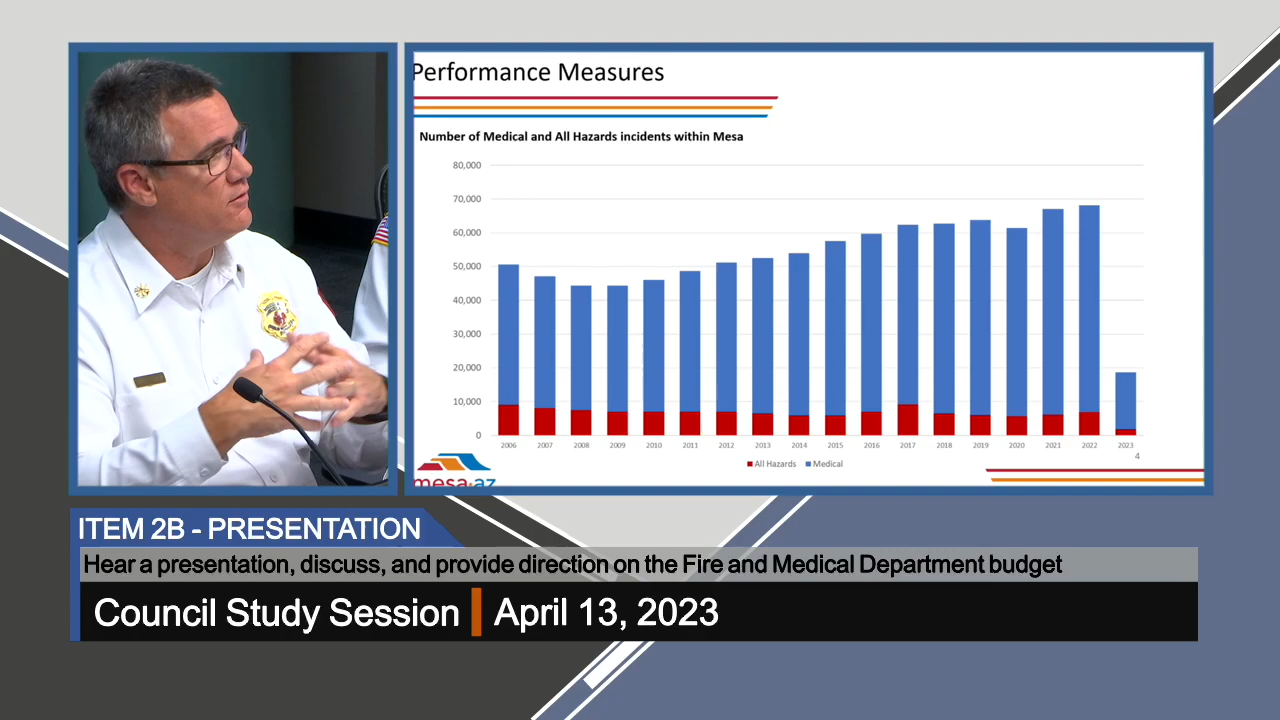 Performance Measures
Number of Medical and All Hazards incidents within Mesa
80,000
70,000
60,000
50,000
40,000
30,000
20,000
10,000
0
2006 2007 2008 2009 2010 2011 2012 2013 2014 2015 2016 2017 2018 2019 2020 2021 2022 2023
4
All Hazards Medical
mesa·az
ITEM 2B - PRESENTATION
Hear a presentation, discuss, and provide direction on the Fire and Medical Department budget
Council Study Session April 13, 2023